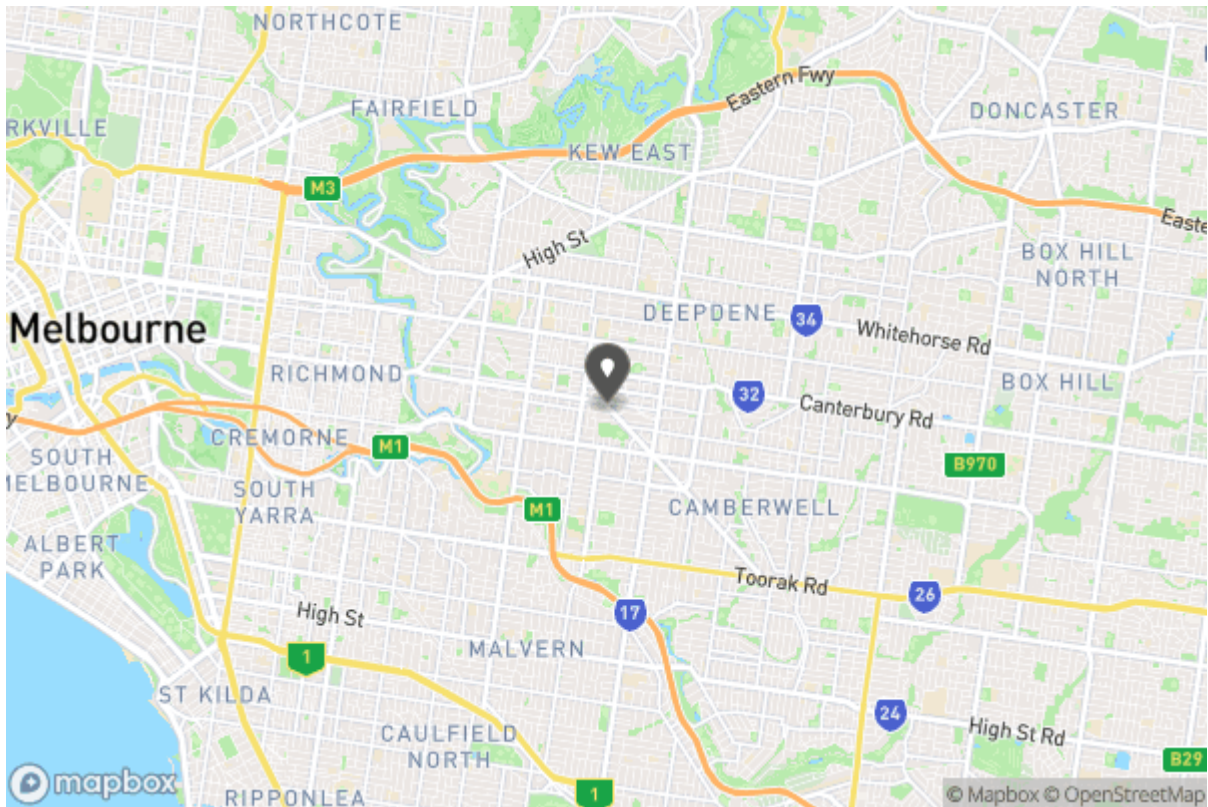 NORTHCOTE
Eastern Fwy
FAIRFIELD
DONCASTER
RKVILLE
KEW EAST
M3
Easte
High St
BOX HILL
NORTH
DEEPDENE
34
Melbourne
Whitehorse Rd
RICHMOND
BOX HILL
32
Canterbury Rd
y
CREMORNE
M1
SOUTH
MELBOURNE
B970
SOUTH
YARRA
M1
CAMBERWELL
ALBERT
PARK
Toorak Rd
26
High St
17
MALVERN
1
ST KILDA
24
High St Rd
CAULFIELD
NORTH
B29
mapbox
RIPPONLEA
1
© Mapbox © OpenStreetMap